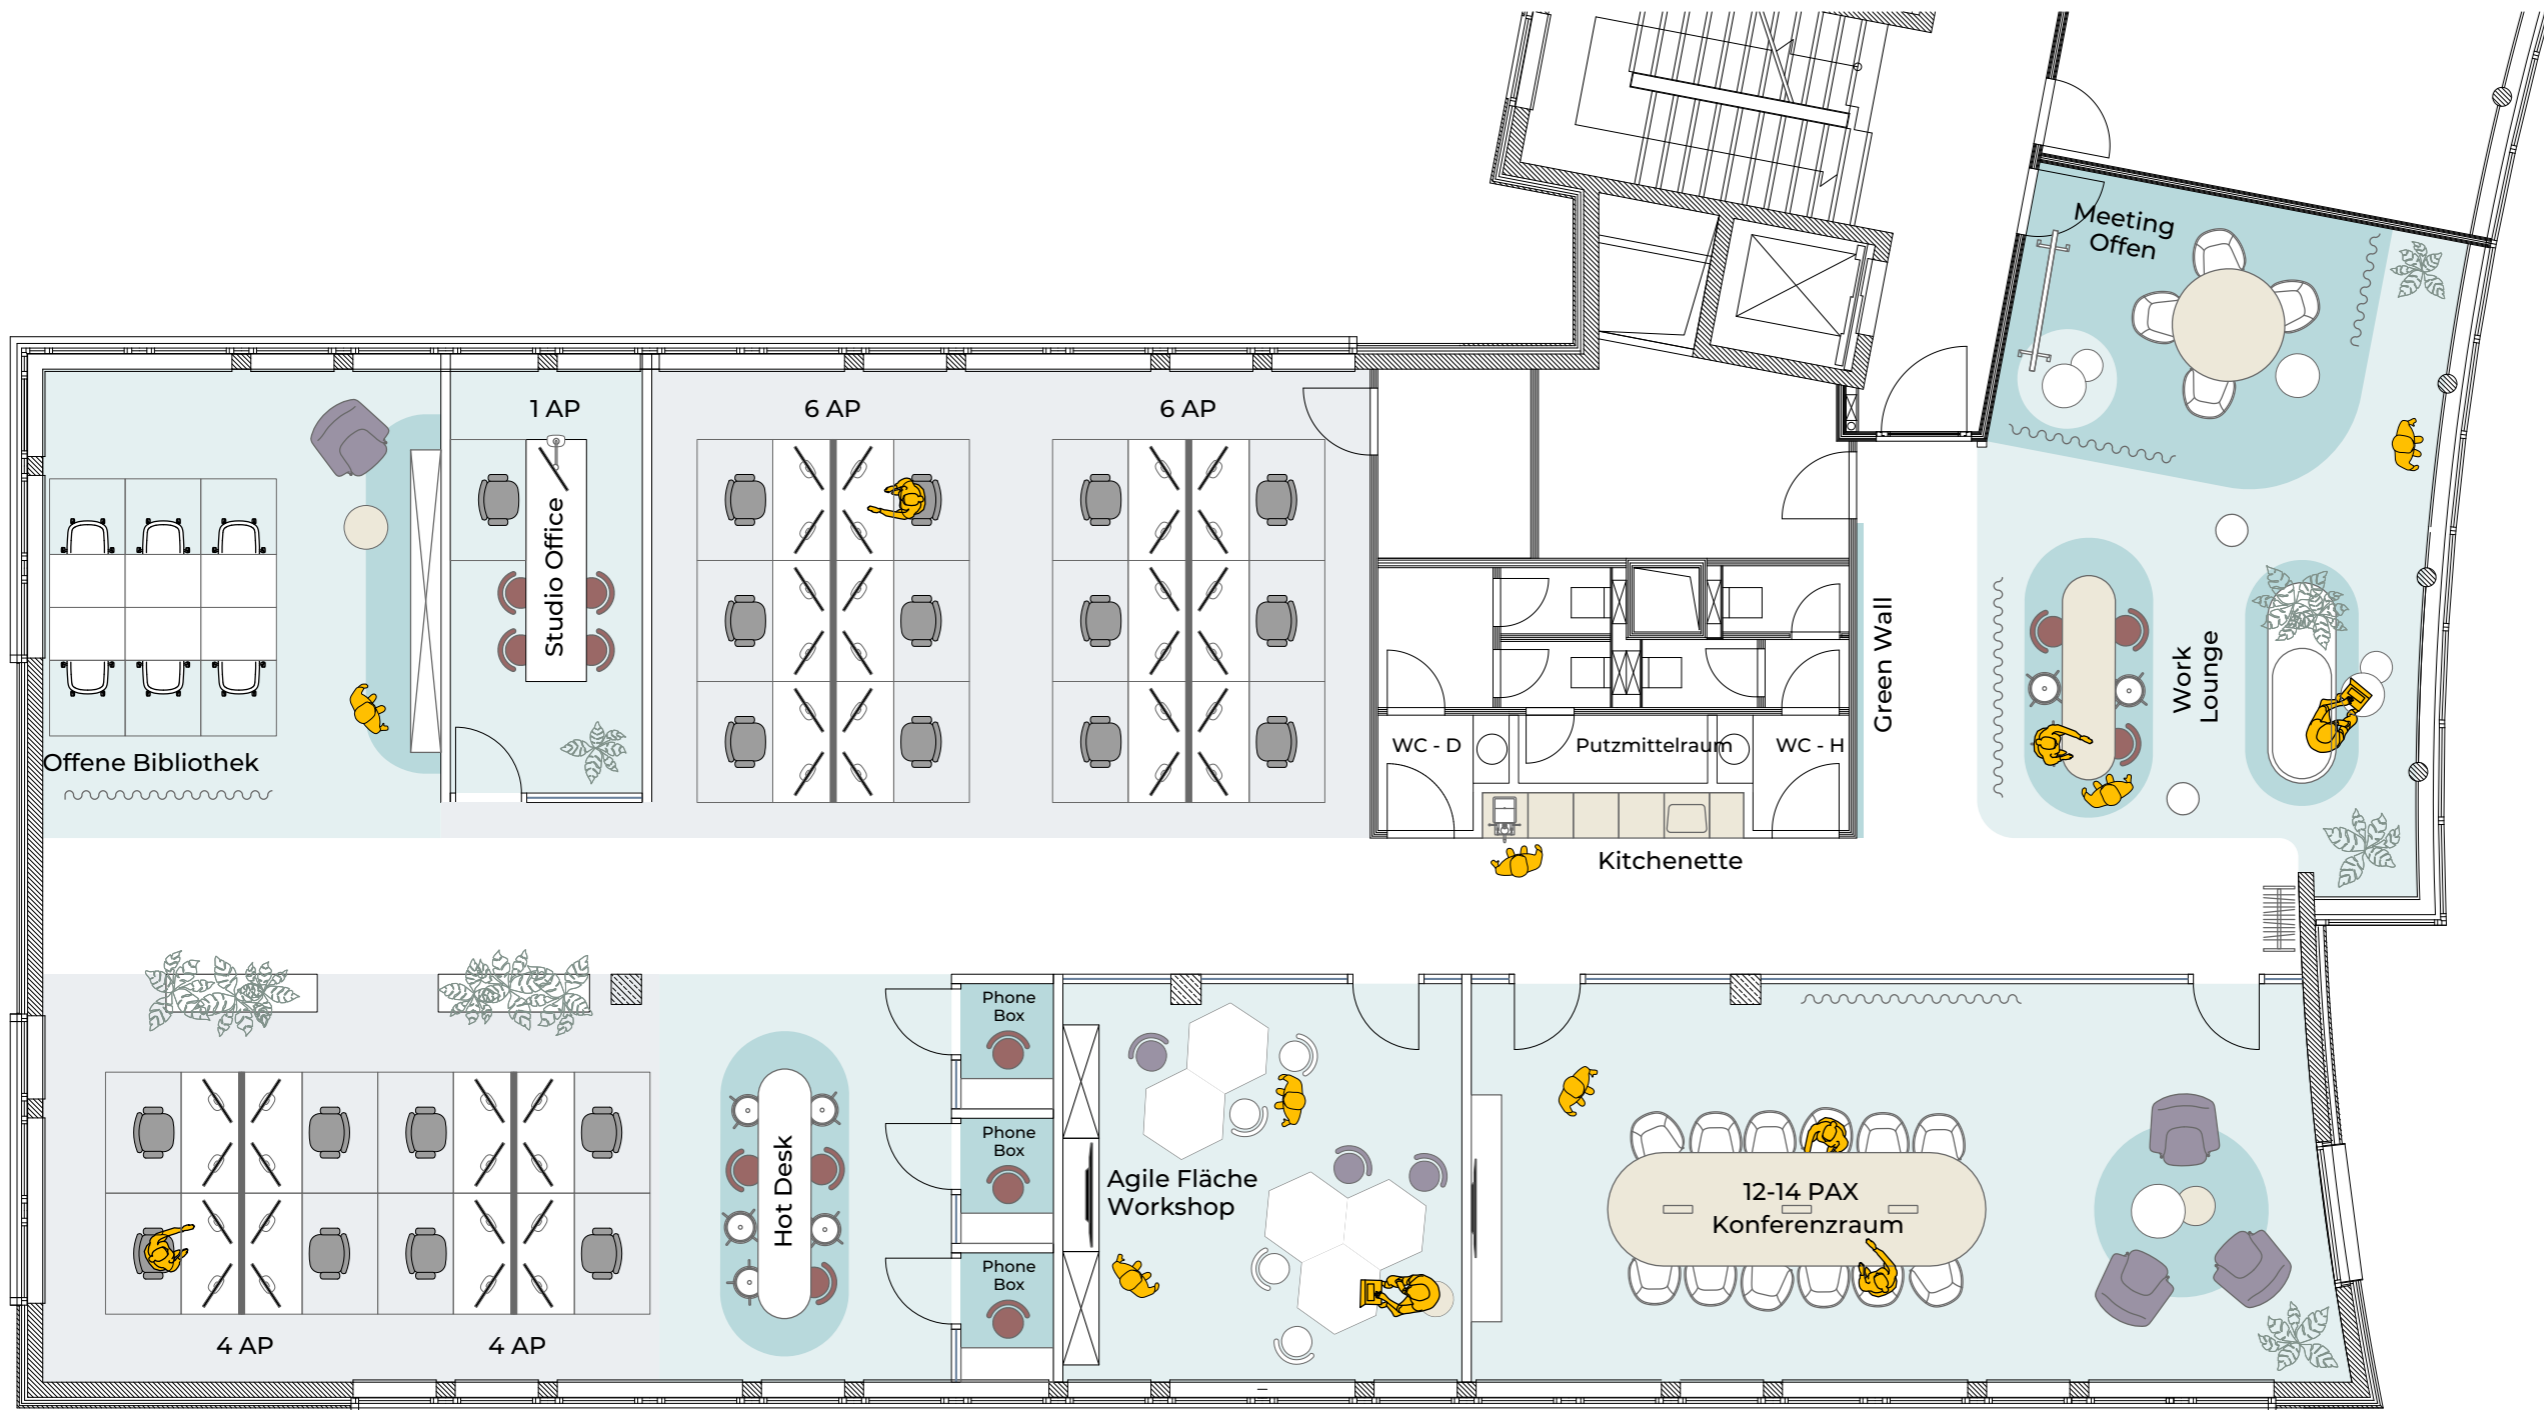 Meeting
Offen
1 AP
6 AP
6 AP
Studio Office
Offene Bibliothek
Green Wall
Work
Lounge
WC - D
Putzmittelraum
WC - H
Kitchenette
Phone
Box
Phone
Box
Phone
Box
Hot Desk
Agile Fläche
Workshop
12-14 PAX
Konferenzraum
4 AP
4 AP